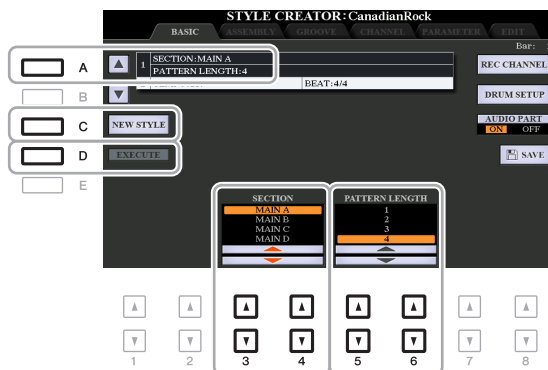 STYLE CREATOR:CanadianRock
BASIC ASSEMBLY GROOVE CHANNEL PARAMETER EDIT
Bar:
A
1 SECTION:MAIN A
PATTERN LENGTH:4
REC CHANNEL
B
BEAT:4/4
DRUM SETUP
C
NEW STYLE
AUDIO PART
ON OFF
D
EXECUTE
SAVE
E
SECTION PATTERN LENGTH
MAIN A 1
MAIN B 2
MAIN C 3
MAIN D 4
1 2 3 4 5 6 7 8